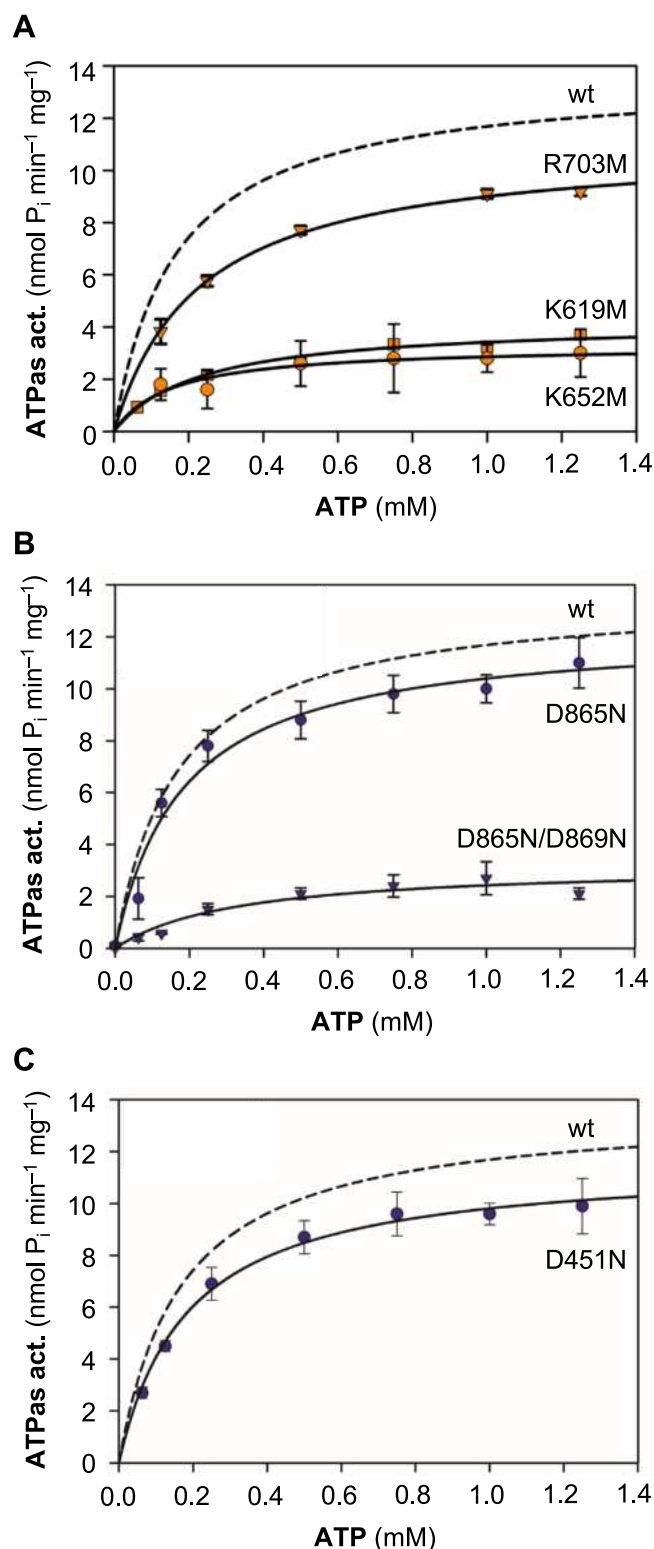 A
ATPas act. (nmol Pi min–1 mg–1)
14
12
10
8
6
4
2
0
wt
R703M
K619M
K652M
0.0 0.2 0.4 0.6 0.8 1.0 1.2 1.4
ATP (mM)
B
ATPas act. (nmol Pi min–1 mg–1)
14
12
10
8
6
4
2
0
wt
D865N
D865N/D869N
0.0 0.2 0.4 0.6 0.8 1.0 1.2 1.4
ATP (mM)
C
ATPas act. (nmol Pi min–1 mg–1)
14
12
10
8
6
4
2
0
wt
D451N
0.0 0.2 0.4 0.6 0.8 1.0 1.2 1.4
ATP (mM)